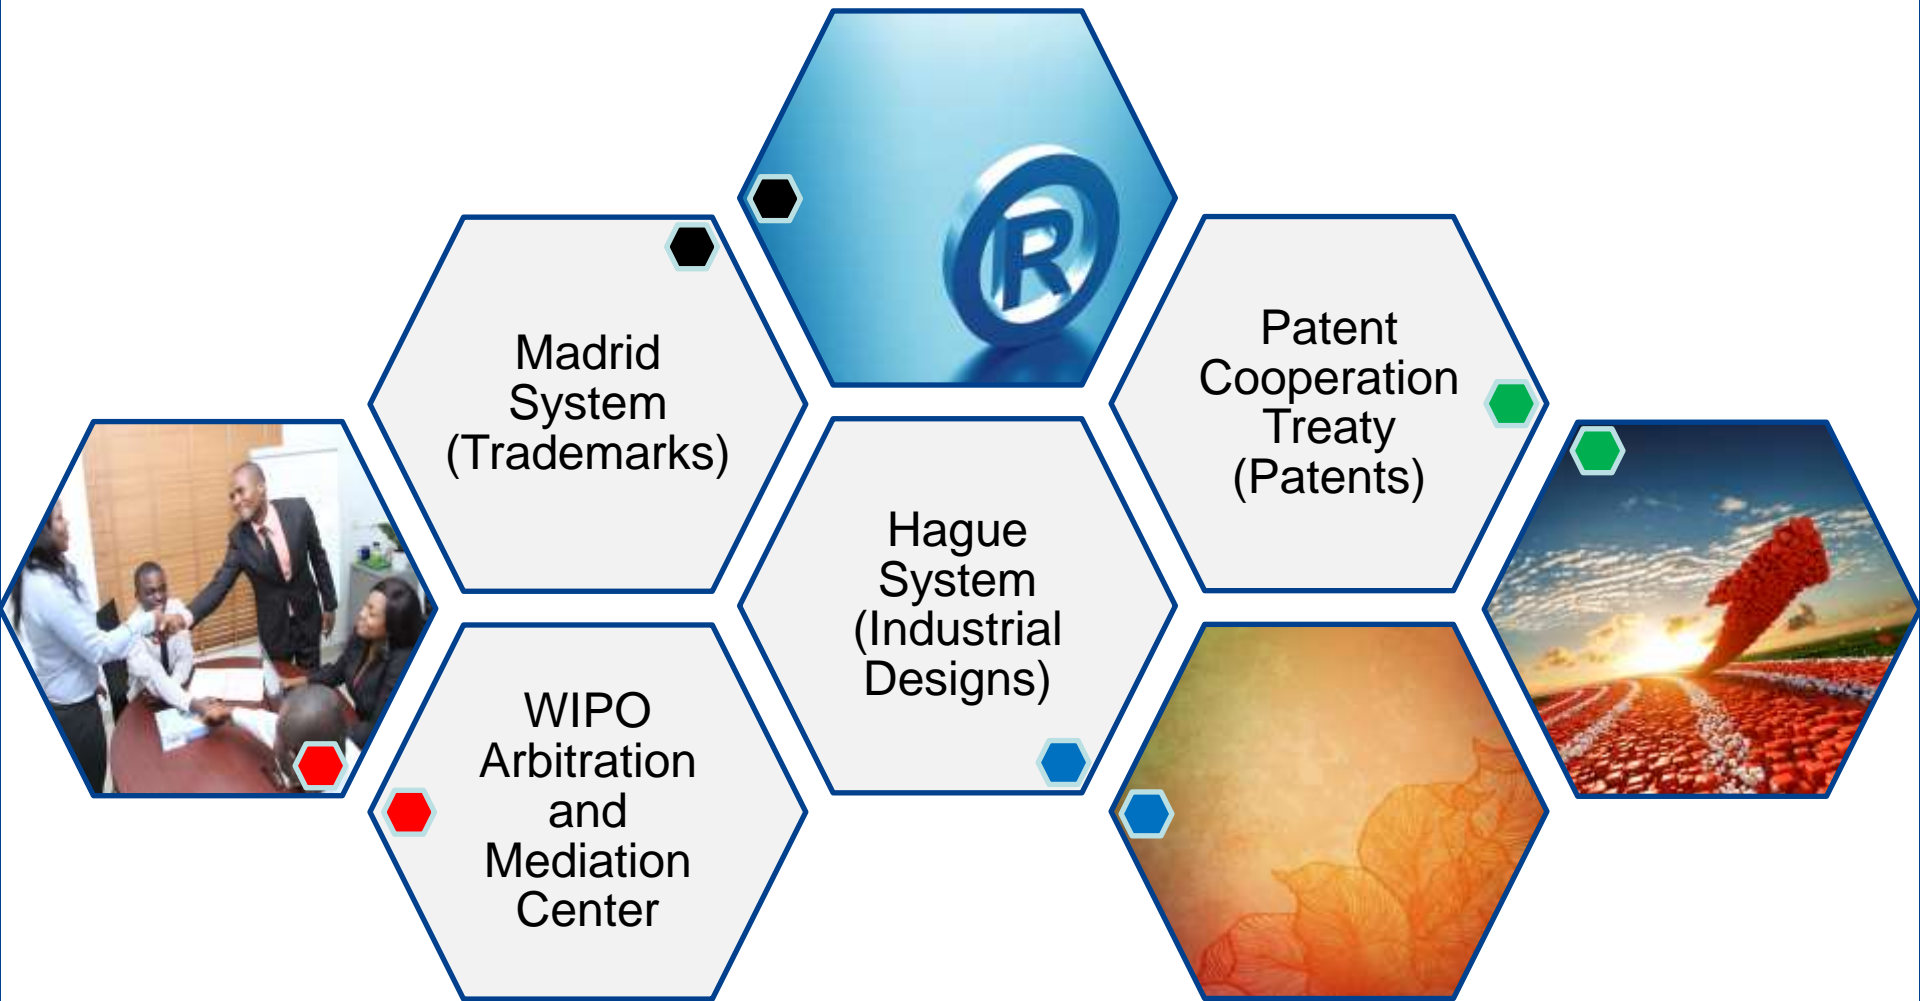 ®
Madrid
System
(Trademarks)
Patent
Cooperation
Treaty
(Patents)
Hague
System
(Industrial
Designs)
WIPO
Arbitration
and
Mediation
Center